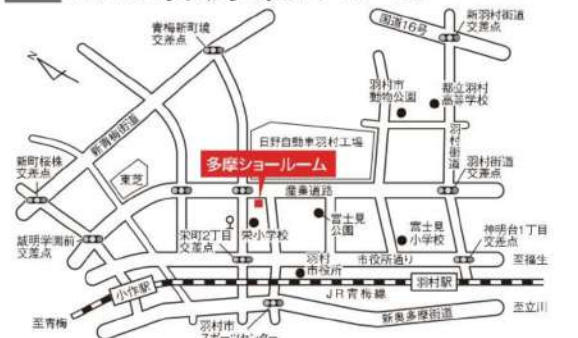 青梅新町境
交差点
国道16号
新羽村街道
交差点
羽村市
動物公園
都立羽村
高等学校
新青梅街道
日野自動車羽村工場
羽村街道
新町桜株
交差点
東芝
多摩ショールーム
羽村街道
交差点
産業道路
誠明学園前
交差点
栄町2丁目
交差点
栄小学校
富士見
公園
富士見
小学校
神明台1丁目
交差点
羽村
市役所
市役所通り
至福生
小作駅
羽村駅
JR青梅線
至青梅
羽村市
スポーツセンター
新奥多摩街道
至立川